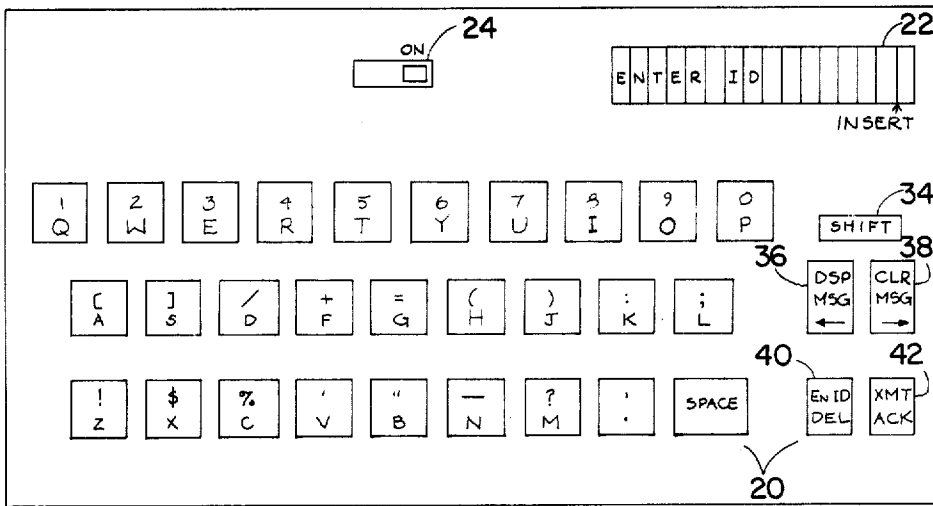 24
22
ON
ENTER ID
INSERT
1 2 3 4 5 6 7 8 9 0
Q W E R T Y U I O P
34
SHIFT
36
38
DSP MSG ←
CLR MSG →
[ ] / + = ( ) : ;
A S D F G H J K L
40
42
! $ % ' " — ?
Z X C V B N M
SPACE
EN ID DEL
XMT ACK
20